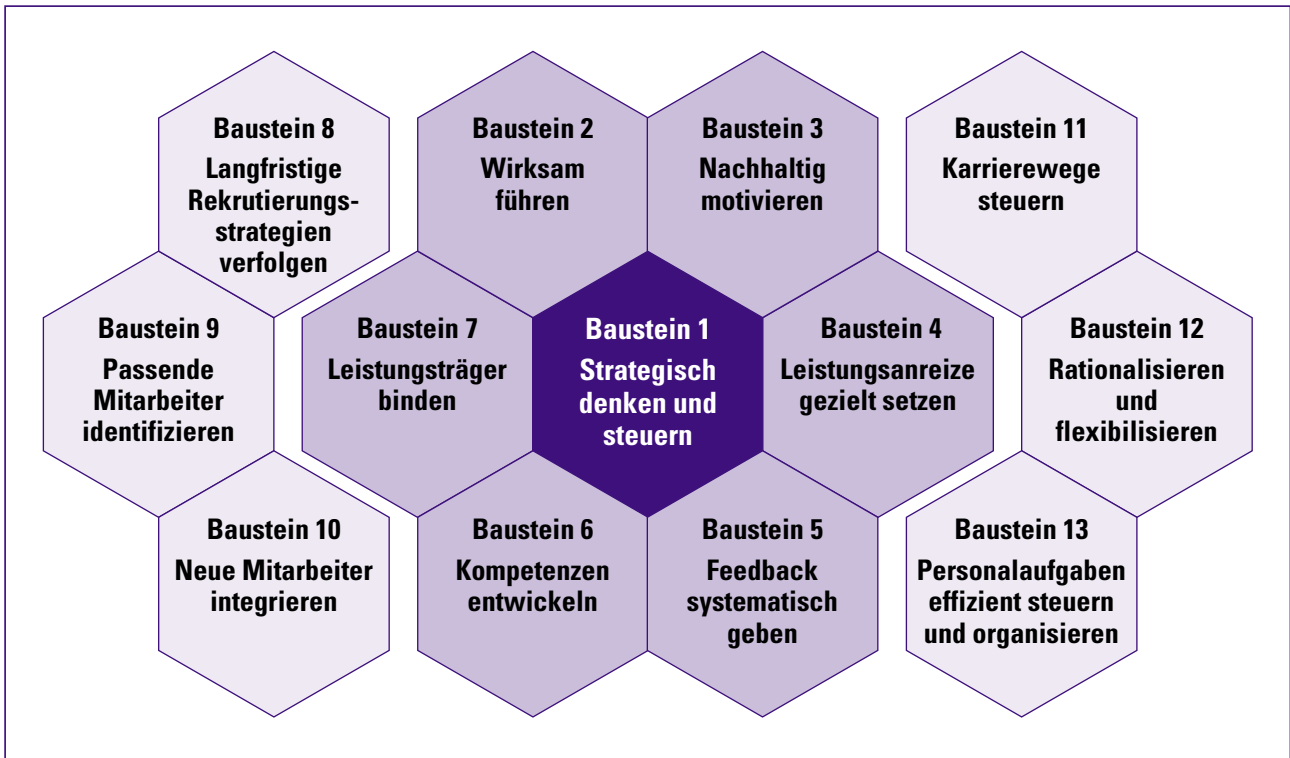 Baustein 8
Langfristige
Rekrutierungs-
strategien
verfolgen
Baustein 2
Wirksam
führen
Baustein 3
Nachhaltig
motivieren
Baustein 11
Karrierewege
steuern
Baustein 9
Passende
Mitarbeiter
identifizieren
Baustein 7
Leistungsträger
binden
Baustein 1
Strategisch
denken und
steuern
Baustein 4
Leistungsanreize
gezielt setzen
Baustein 12
Rationalisieren
und
flexibilisieren
Baustein 10
Neue Mitarbeiter
integrieren
Baustein 6
Kompetenzen
entwickeln
Baustein 5
Feedback
systematisch
geben
Baustein 13
Personalaufgaben
effizient steuern
und organisieren